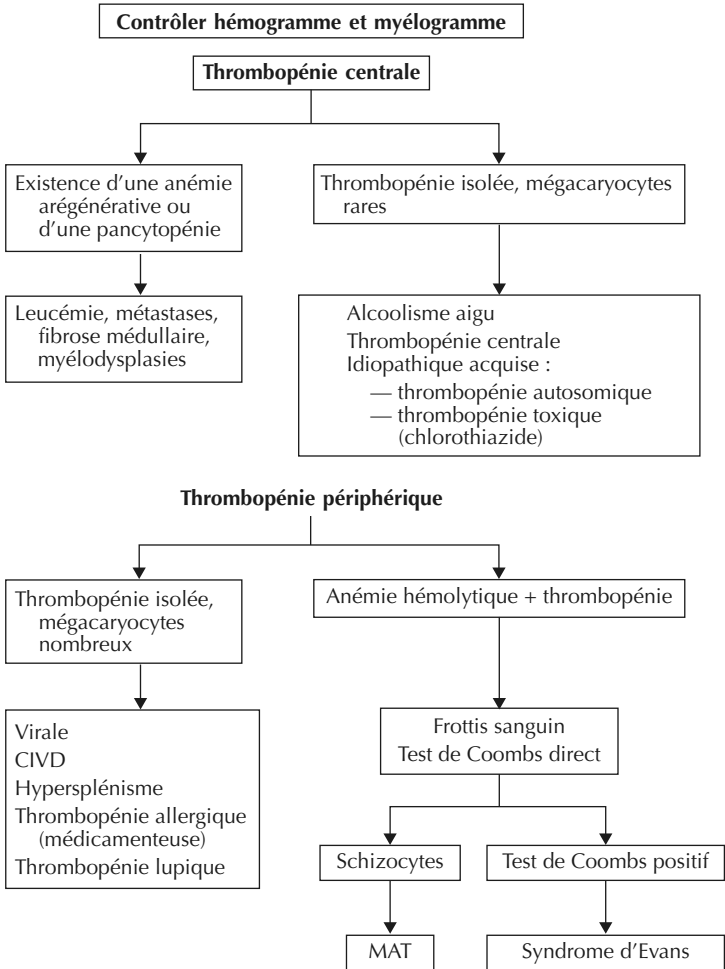 Contrôler hémogramme et myélogramme
Thrombopénie centrale
Existence d'une anémie
arégénérative ou
d'une pancytopénie
Thrombopénie isolée, mégacaryocytes
rares
Leucémie, métastases,
fibrose médullaire,
myélodysplasies
Alcoolisme aigu
Thrombopénie centrale
Idiopathique acquise :
— thrombopénie autosomique
— thrombopénie toxique
(chlorothiazide)
Thrombopénie périphérique
Thrombopénie isolée,
mégacaryocytes
nombreux
Anémie hémolytique + thrombopénie
Virale
CIVD
Hypersplénisme
Thrombopénie allergique
(médicamenteuse)
Thrombopénie lupique
Frottis sanguin
Test de Coombs direct
Schizocytes
Test de Coombs positif
MAT
Syndrome d'Evans